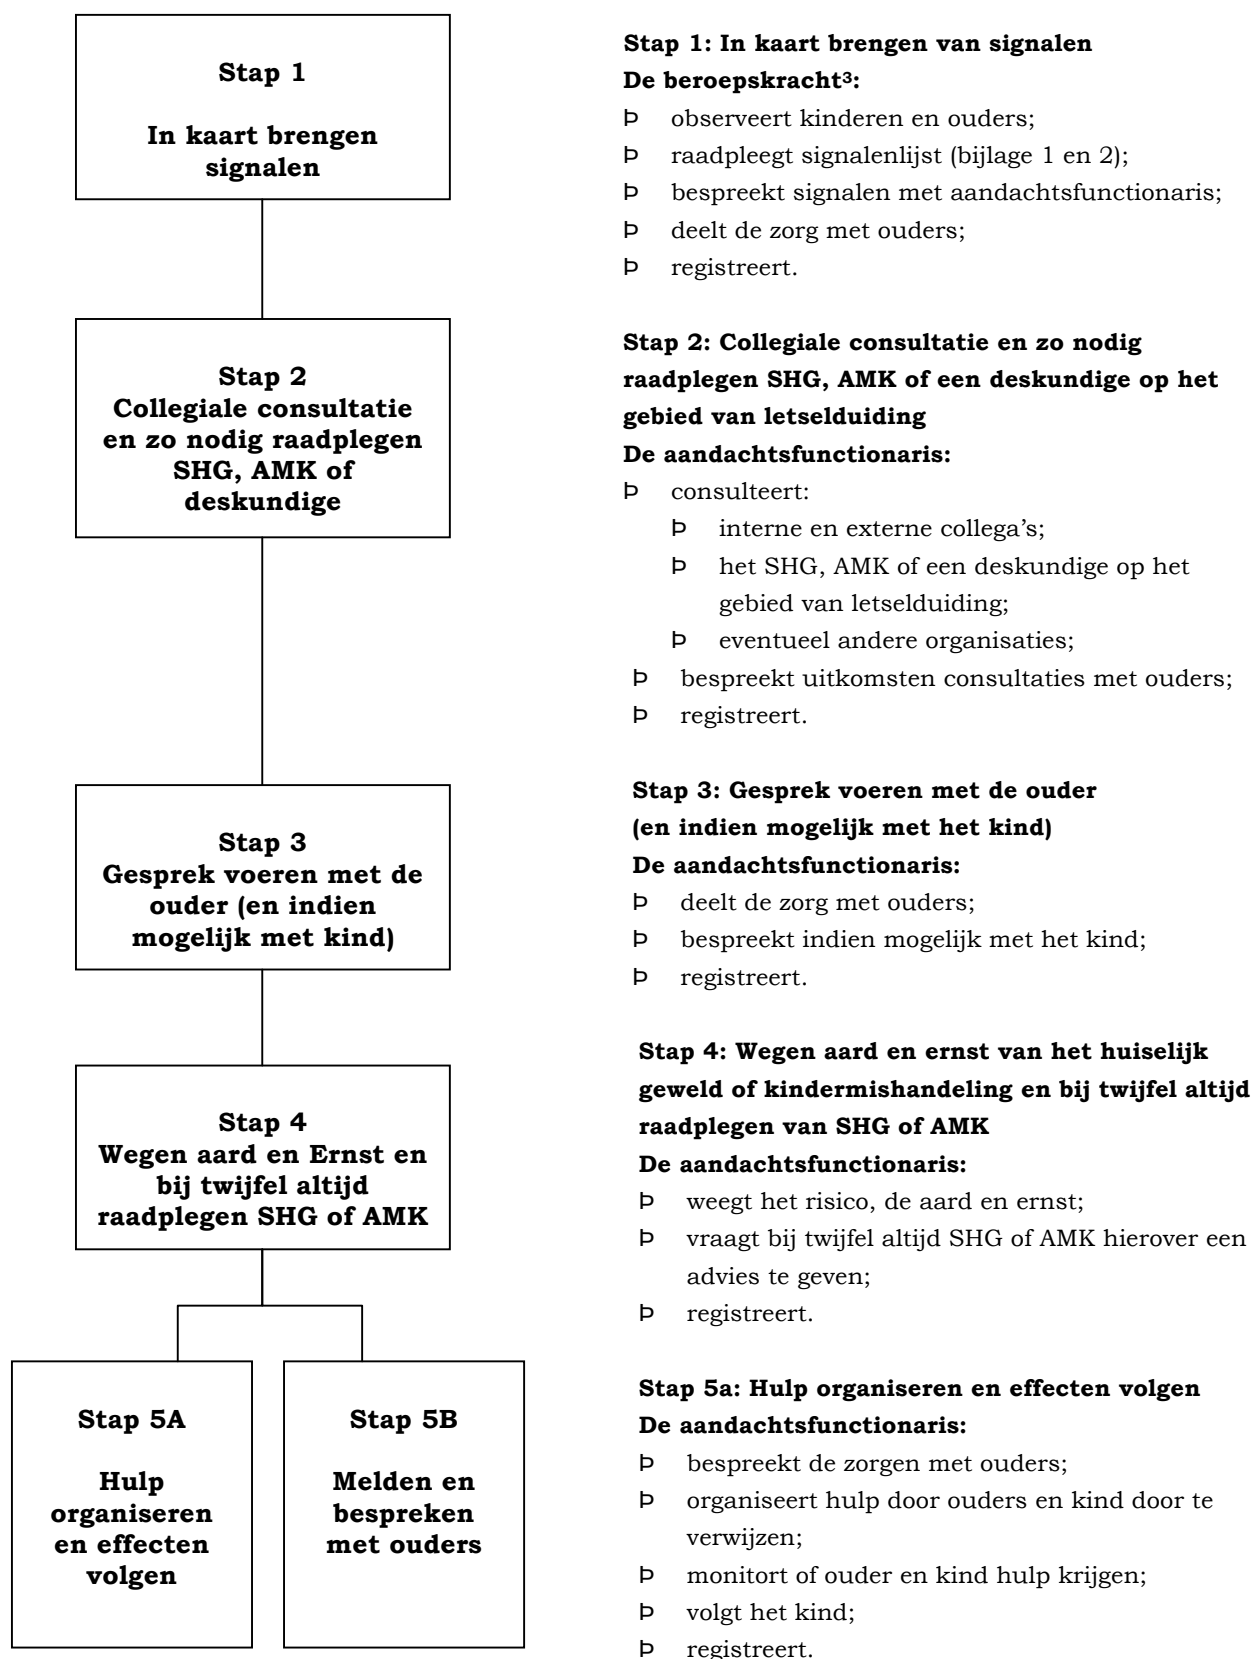 Stap 1
In kaart brengen
signalen
Stap 2
Collegiale consultatie
en zo nodig raadplegen
SHG, AMK of
deskundige
Stap 3
Gesprek voeren met de
ouder (en indien
mogelijk met kind)
Stap 4
Wegen aard en Ernst en
bij twijfel altijd
raadplegen SHG of AMK
Stap 5A
Hulp
organiseren
en effecten
volgen
Stap 5B
Melden en
bespreken
met ouders
Stap 1: In kaart brengen van signalen
De beroepskracht³:
Þ observeert kinderen en ouders;
Þ raadpleegt signalenlijst (bijlage 1 en 2);
Þ bespreekt signalen met aandachtsfunctionaris;
Þ deelt de zorg met ouders;
Þ registreert.
Stap 2: Collegiale consultatie en zo nodig
raadplegen SHG, AMK of een deskundige op het
gebied van letselduiding
De aandachtsfunctionaris:
Þ consulteert:
Þ interne en externe collega’s;
Þ het SHG, AMK of een deskundige op het
gebied van letselduiding;
Þ eventueel andere organisaties;
Þ bespreekt uitkomsten consultaties met ouders;
Þ registreert.
Stap 3: Gesprek voeren met de ouder
(en indien mogelijk met het kind)
De aandachtsfunctionaris:
Þ deelt de zorg met ouders;
Þ bespreekt indien mogelijk met het kind;
Þ registreert.
Stap 4: Wegen aard en ernst van het huiselijk
geweld of kindermishandeling en bij twijfel altijd
raadplegen van SHG of AMK
De aandachtsfunctionaris:
Þ weegt het risico, de aard en ernst;
Þ vraagt bij twijfel altijd SHG of AMK hierover een
advies te geven;
Þ registreert.
Stap 5a: Hulp organiseren en effecten volgen
De aandachtsfunctionaris:
Þ bespreekt de zorgen met ouders;
Þ organiseert hulp door ouders en kind door te
verwijzen;
Þ monitort of ouder en kind hulp krijgen;
Þ volgt het kind;
Þ registreert.